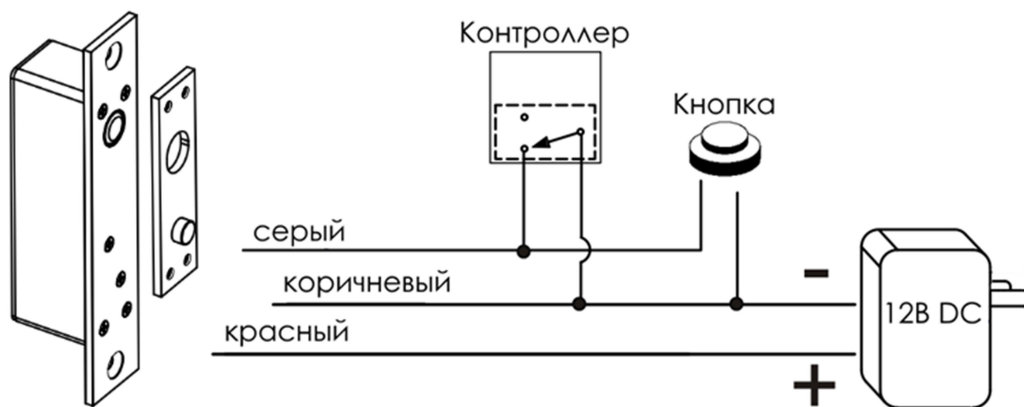 Контроллер
Кнопка
серый
коричневый
-
12В DC
красный
+